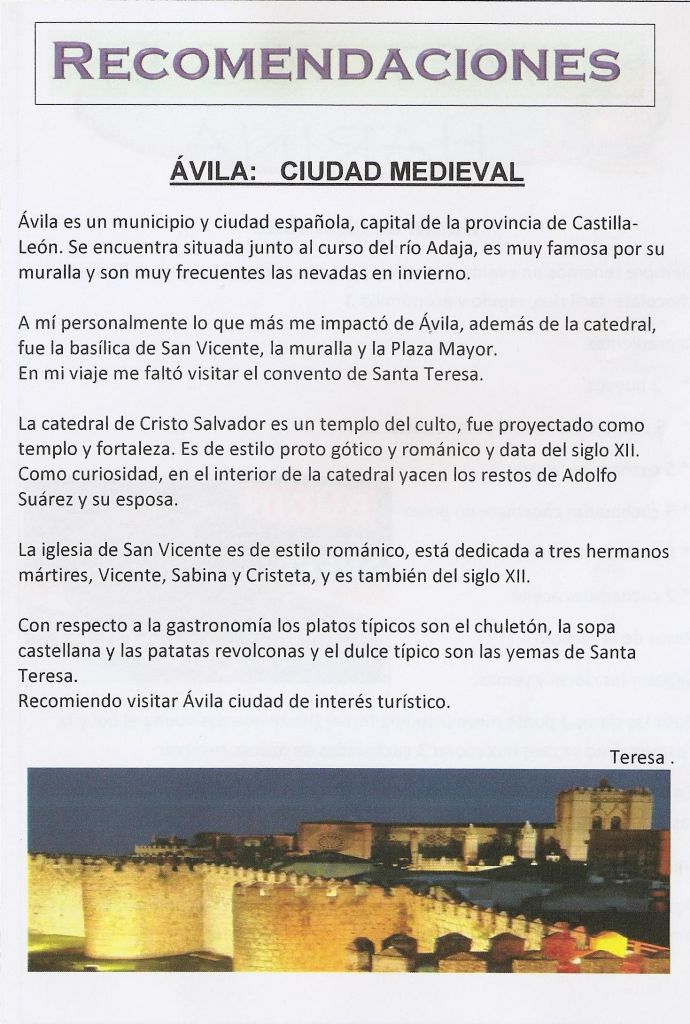 RECOMENDACIONES
ÁVILA: CIUDAD MEDIEVAL
Ávila es un municipio y ciudad española, capital de la provincia de Castilla-
León. Se encuentra situada junto al curso del río Adaja, es muy famosa por su
muralla y son muy frecuentes las nevadas en invierno.
A mí personalmente lo que más me impactó de Ávila, además de la catedral,
fue la basílica de San Vicente, la muralla y la Plaza Mayor.
En mi viaje me faltó visitar el convento de Santa Teresa.
La catedral de Cristo Salvador es un templo del culto, fue proyectado como
templo y fortaleza. Es de estilo proto gótico y románico y data del siglo XII.
Como curiosidad, en el interior de la catedral yacen los restos de Adolfo
Suárez y su esposa.
La iglesia de San Vicente es de estilo románico, está dedicada a tres hermanos
mártires, Vicente, Sabina y Cristeta, y es también del siglo XII.
Con respecto a la gastronomía los platos típicos son el chuletón, la sopa
castellana y las patatas revolconas y el dulce típico son las yemas de Santa
Teresa.
Recomiendo visitar Ávila ciudad de interés turístico.
Teresa .